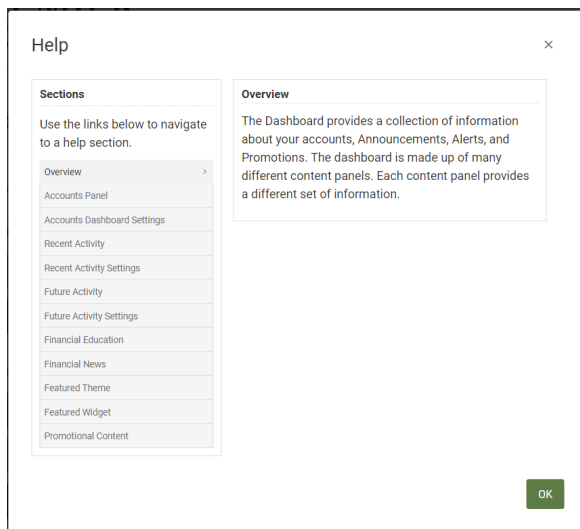 Help
×
Sections
Use the links below to navigate
to a help section.
Overview
Accounts Panel
Accounts Dashboard Settings
Recent Activity
Recent Activity Settings
Future Activity
Future Activity Settings
Financial Education
Financial News
Featured Theme
Featured Widget
Promotional Content
Overview
The Dashboard provides a collection of information
about your accounts, Announcements, Alerts, and
Promotions. The dashboard is made up of many
different content panels. Each content panel provides
a different set of information.
OK